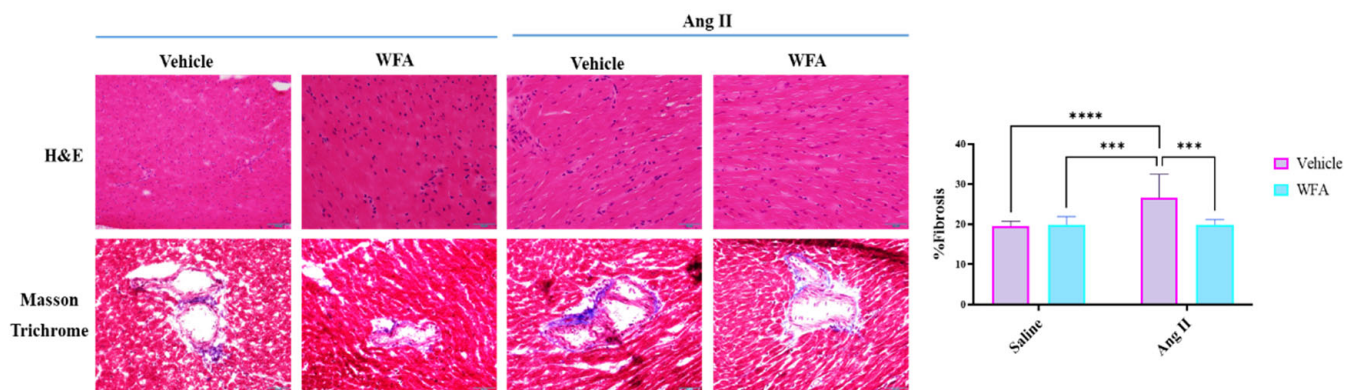 Ang II
Vehicle
WFA
Vehicle
WFA
H&E
Masson
Trichrome
****
***
***
40
30
20
10
0
%Fibrosis
Saline
Ang II
Vehicle
WFA